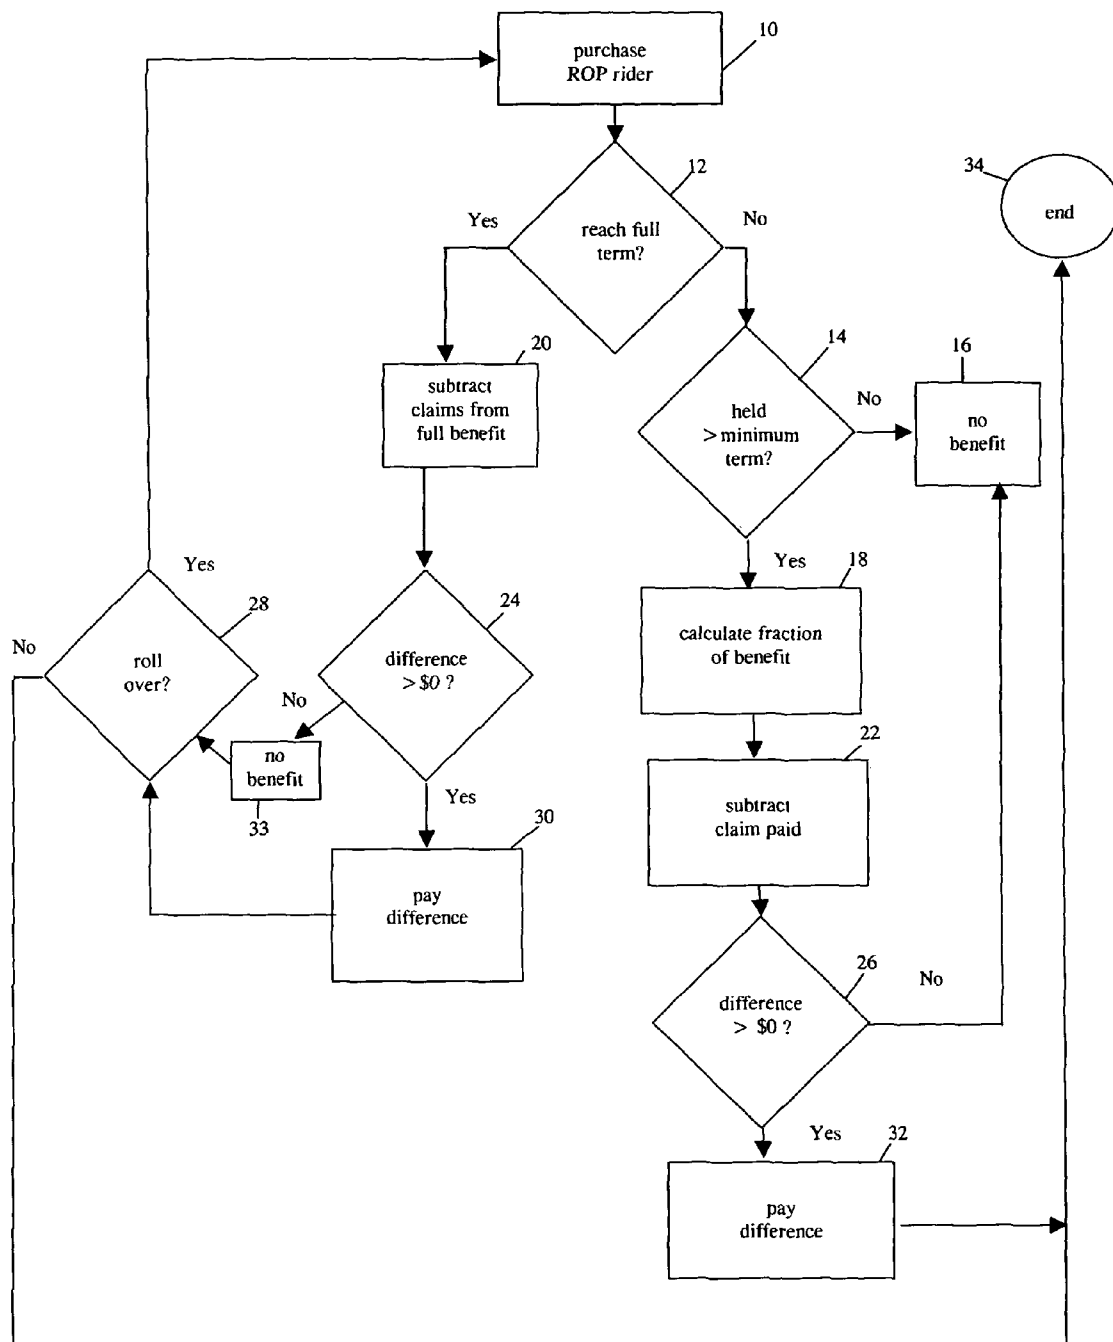 10
purchase
ROP rider
12
34
Yes
No
end
reach full
term?
20
14
16
subtract
claims from
full benefit
held
> minimum
term?
No
no
benefit
Yes
Yes
18
28
24
No
calculate fraction
of benefit
roll
over?
difference
> $0 ?
No
22
no
benefit
Yes
subtract
claim paid
33
30
pay
difference
26
No
difference
> $0 ?
Yes
32
pay
difference